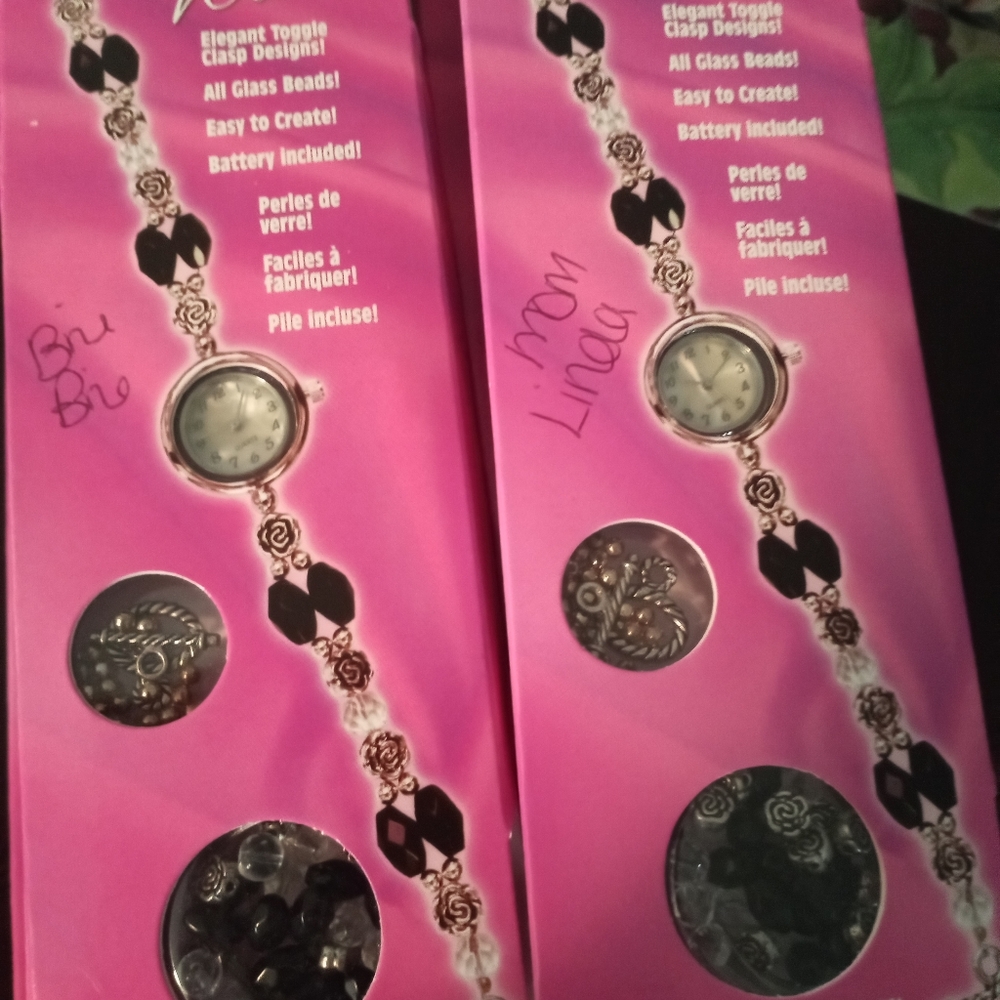 Elegant Toggle
Clasp Designs!
All Glass Beads!
Easy to Create!
Battery included!
Perles de
verre!
Faciles à
fabriquer!
Pile incluse!
Bri
Brie
Elegant Toggle
Clasp Designs!
All Glass Beads!
Easy to Create!
Battery included!
Perles de
verre!
Faciles à
fabriquer!
Pile incluse!
mom
Linda